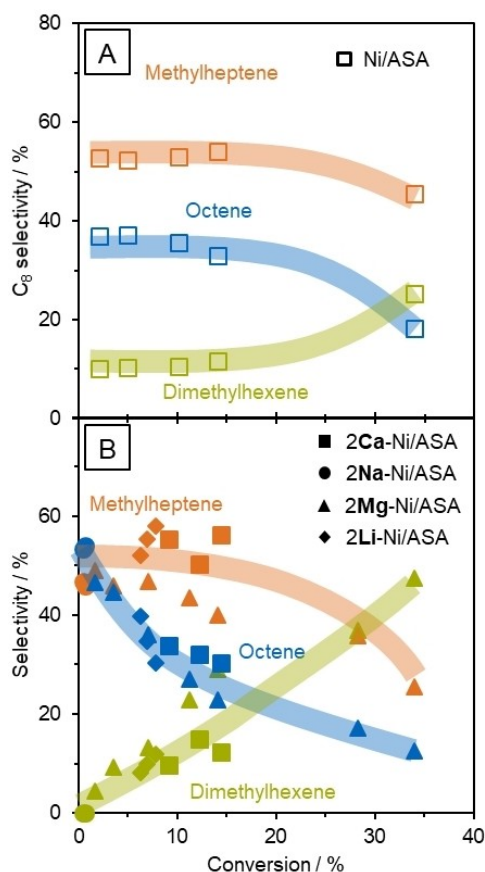 80
A
Methylheptene
Ni/ASA
60
C8 selectivity / %
40
Octene
20
Dimethylhexene
0
B
2Ca-Ni/ASA
2Na-Ni/ASA
2Mg-Ni/ASA
2Li-Ni/ASA
Methylheptene
60
Selectivity / %
40
Octene
20
Dimethylhexene
0
0 10 20 30 40
Conversion / %